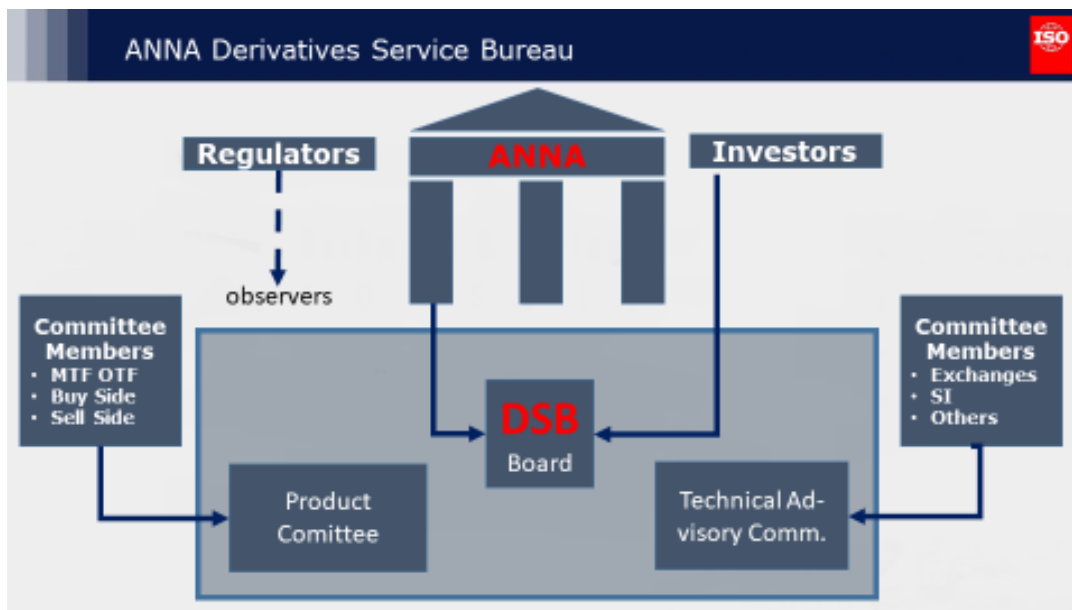 ANNA Derivatives Service Bureau
ISO
Regulators
ANNA
Investors
observers
Committee
Members
• MTF OTF
• Buy Side
• Sell Side
Committee
Members
• Exchanges
• SI
• Others
DSB
Board
Product
Comittee
Technical Ad-
visory Comm.